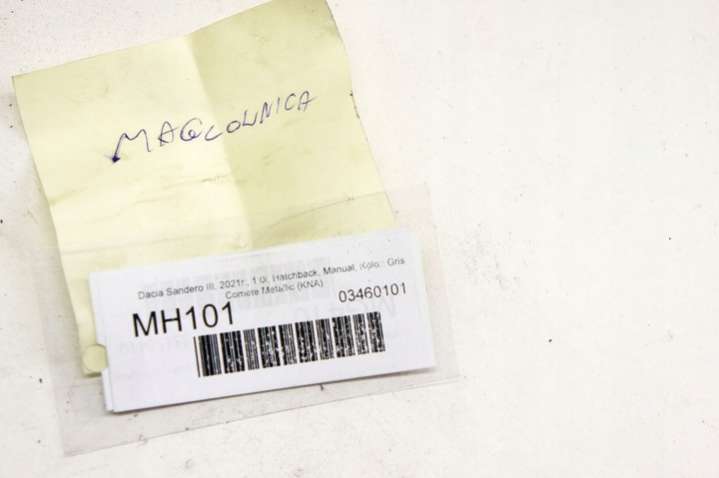 MAGLOWNICA
Dacia Sandero III, 2021r., 1.0i, Hatchback, Manual, Kolor: Gris
Comete Metallic (KNA)
03460101
MH101